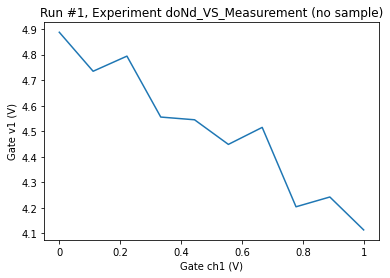 Run #1, Experiment doNd_VS_Measurement (no sample)
4.9
4.8
4.7
4.6
4.5
4.4
4.3
4.2
4.1
Gate v1 (V)
0 0.2 0.4 0.6 0.8 1
Gate ch1 (V)